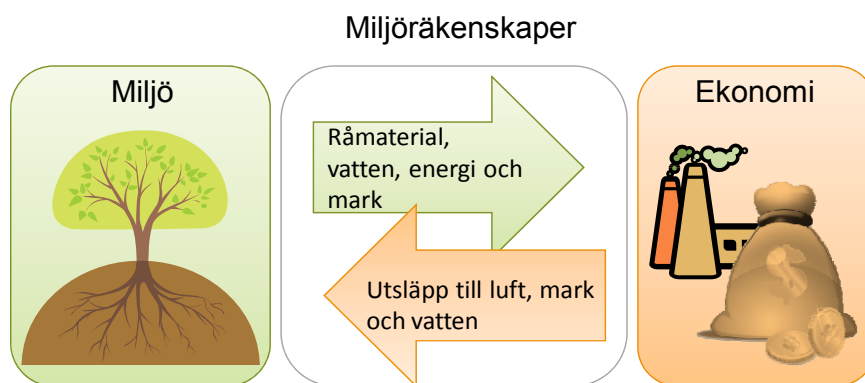 Miljöräkenskaper
Miljö
Råmaterial,
vatten, energi och
mark
Utsläpp till luft, mark
och vatten
Ekonomi